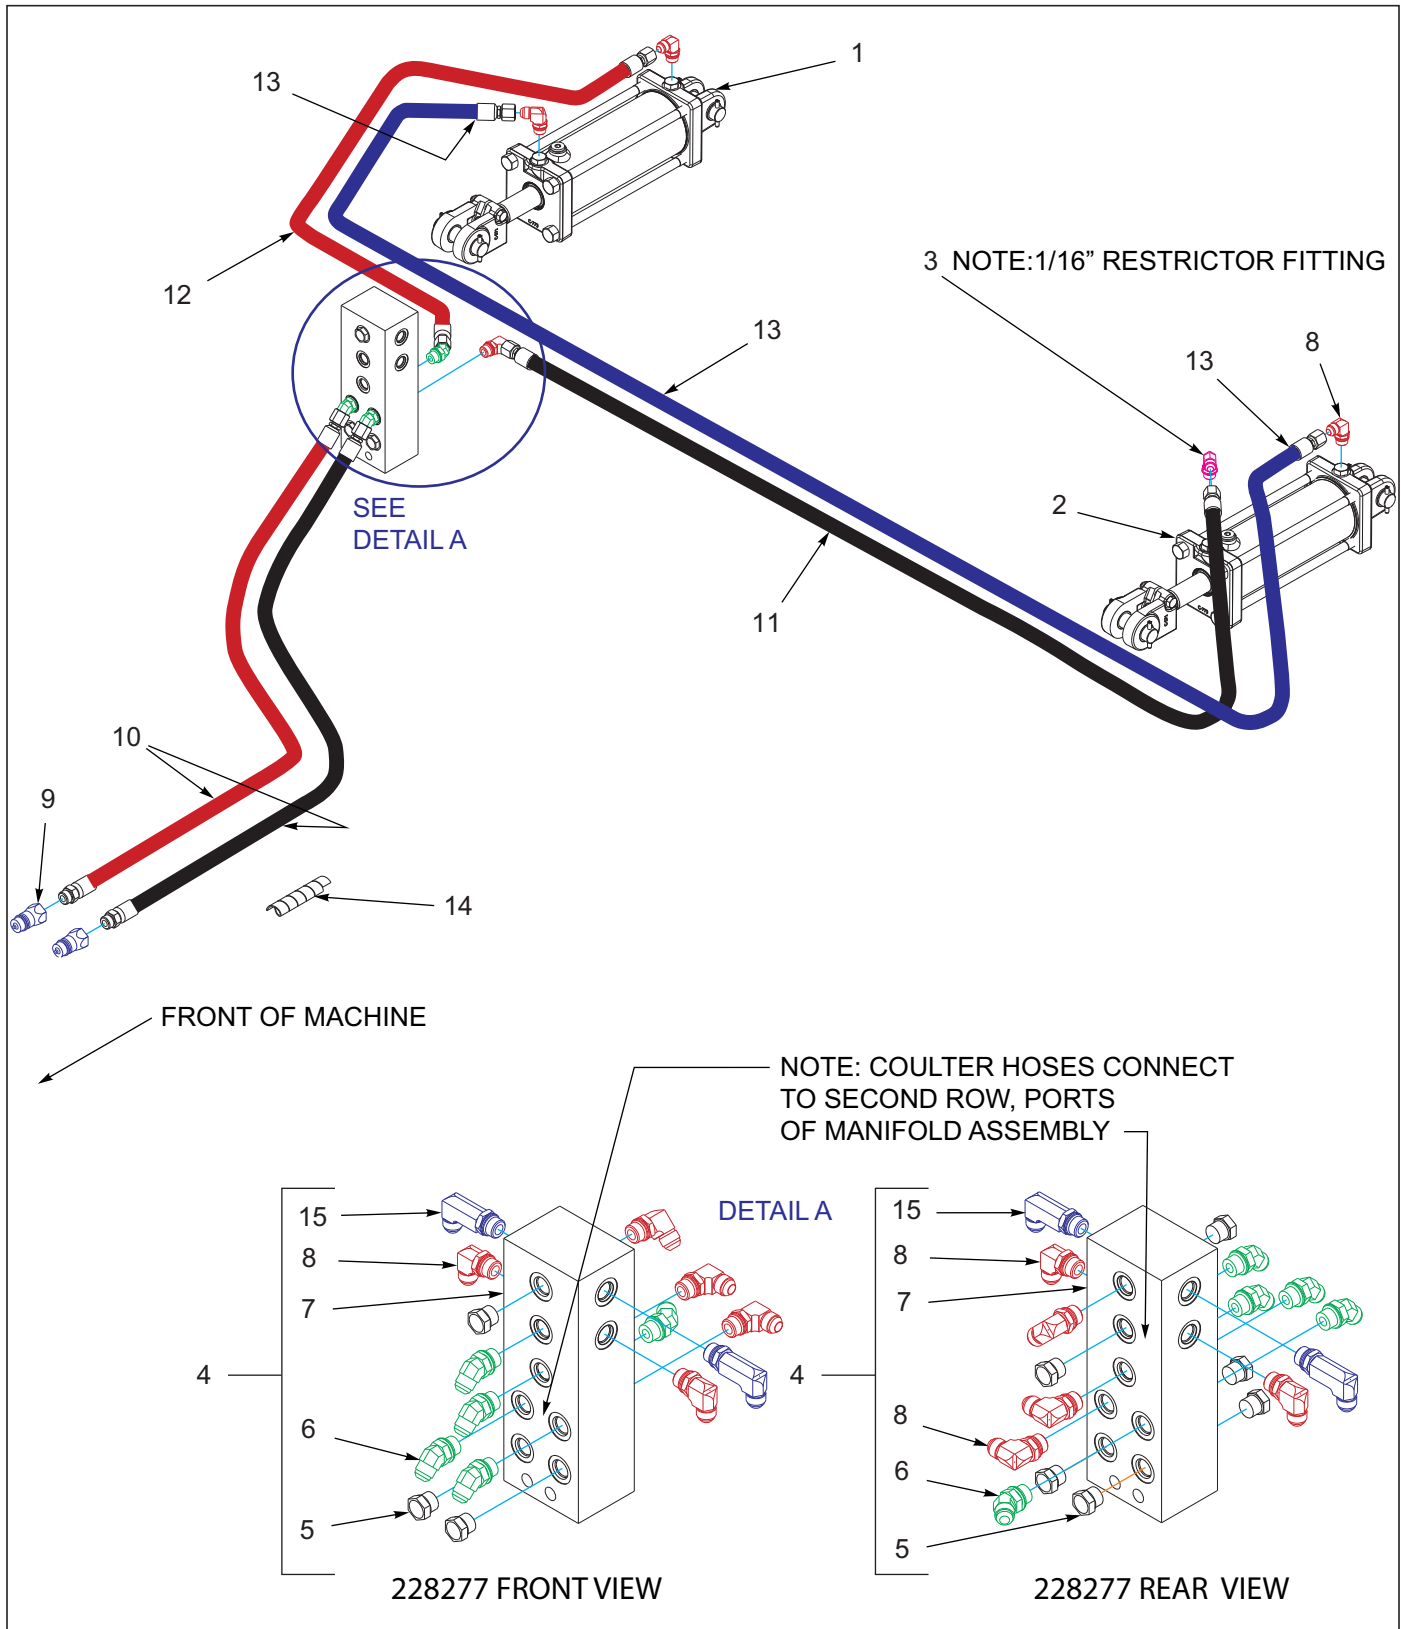 1
13
12
3 NOTE:1/16” RESTRICTOR FITTING
13
8
13
2
SEE
DETAIL A
11
10
9
14
FRONT OF MACHINE
NOTE: COULTER HOSES CONNECT
TO SECOND ROW, PORTS
OF MANIFOLD ASSEMBLY
DETAIL A
15
8
7
4
6
5
228277 FRONT VIEW
15
8
7
4
8
6
5
228277 REAR VIEW